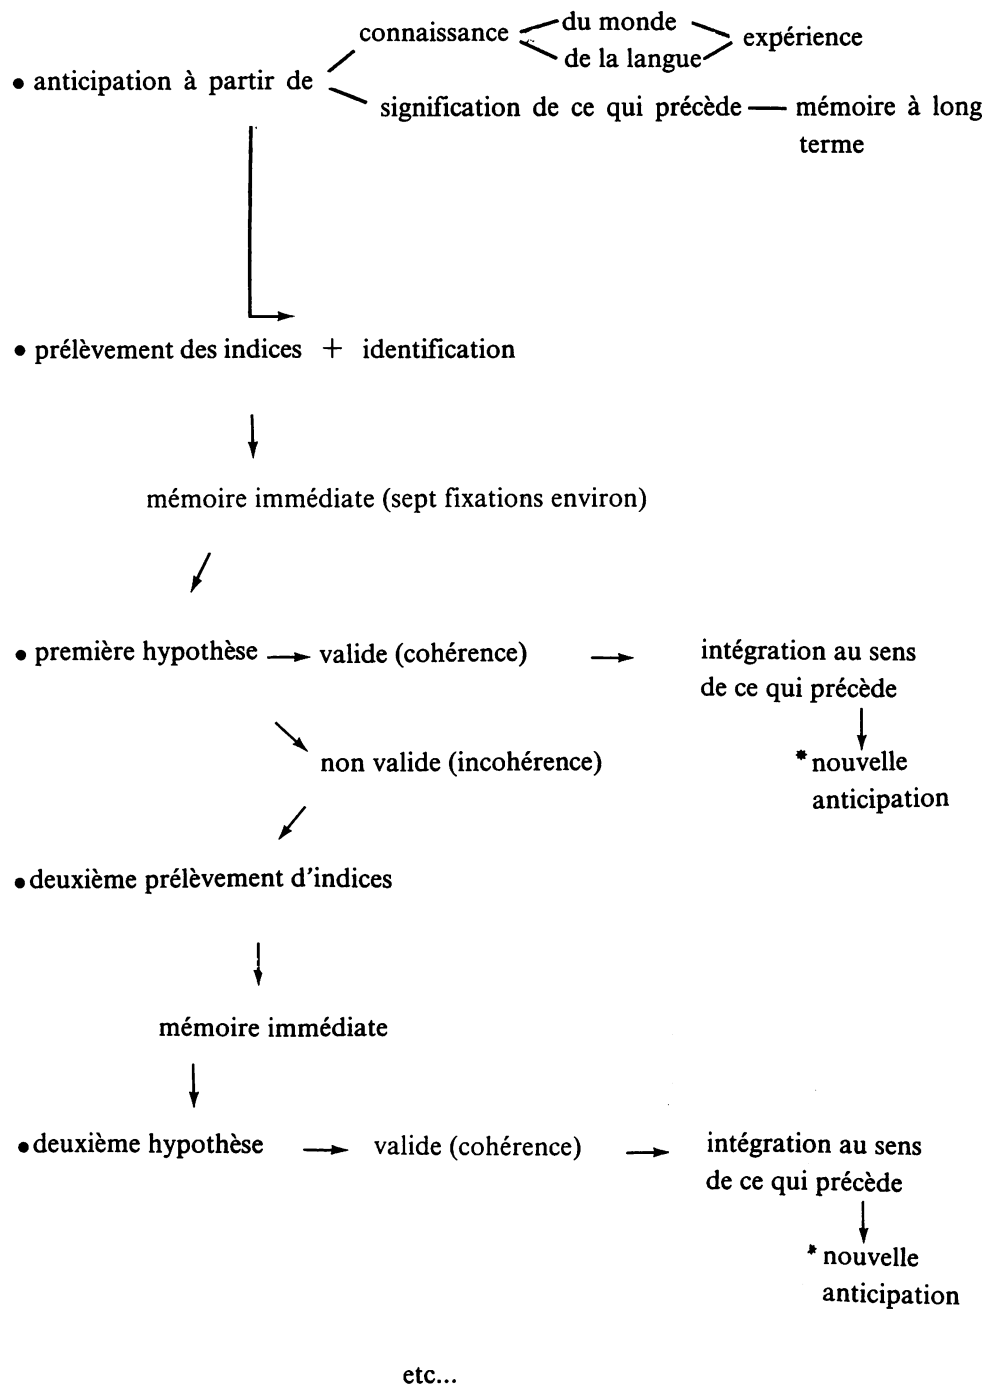 connaissance du monde
de la langue expérience
• anticipation à partir de
signification de ce qui précède — mémoire à long
terme
• prélèvement des indices + identification
mémoire immédiate (sept fixations environ)
• première hypothèse → valide (cohérence) → intégration au sens
de ce qui précède
non valide (incohérence)
* nouvelle
anticipation
• deuxième prélèvement d'indices
mémoire immédiate
• deuxième hypothèse → valide (cohérence) → intégration au sens
de ce qui précède
* nouvelle
anticipation
etc...